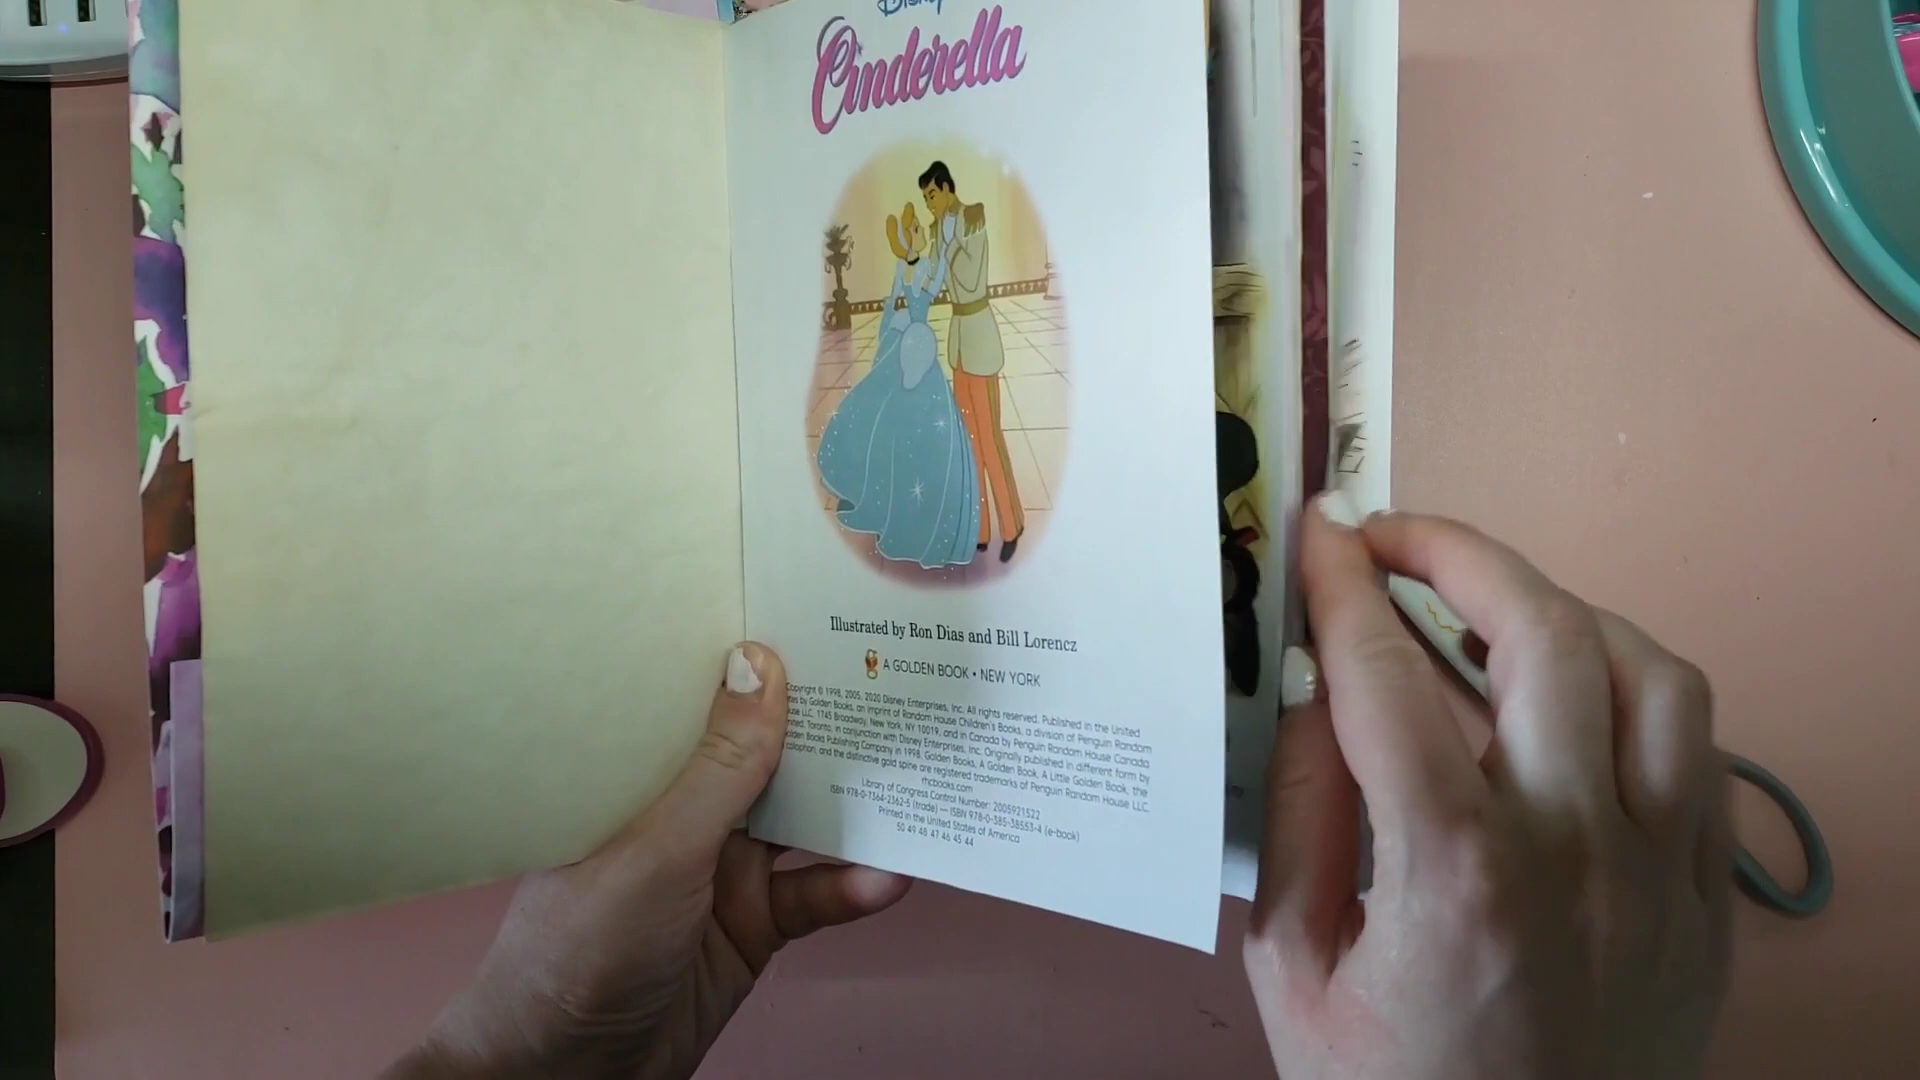 Disney
Cinderella
Illustrated by Ron Dias and Bill Lorencz
A GOLDEN BOOK • NEW YORK
Copyright © 1998, 2005, 2020 Disney Enterprises, Inc. All rights reserved. Published in the United
by Golden Books, an imprint of Random House Children's Books, a division of Penguin Random
LLC, 1745 Broadway, New York, NY 10019, and in Canada by Penguin Random House Canada
Toronto, in conjunction with Disney Enterprises, Inc. Originally published in different form by
Books Publishing Company in 1998. Golden Books, A Golden Book, A Little Golden Book, the
colophon, and the distinctive gold spine are registered trademarks of Penguin Random House LLC.
rhcbooks.com
Library of Congress Control Number: 2005921522
ISBN 978-0-7364-2362-5 (trade) — ISBN 978-0-385-38553-4 (e-book)
Printed in the United States of America
50 49 48 47 46 45 44